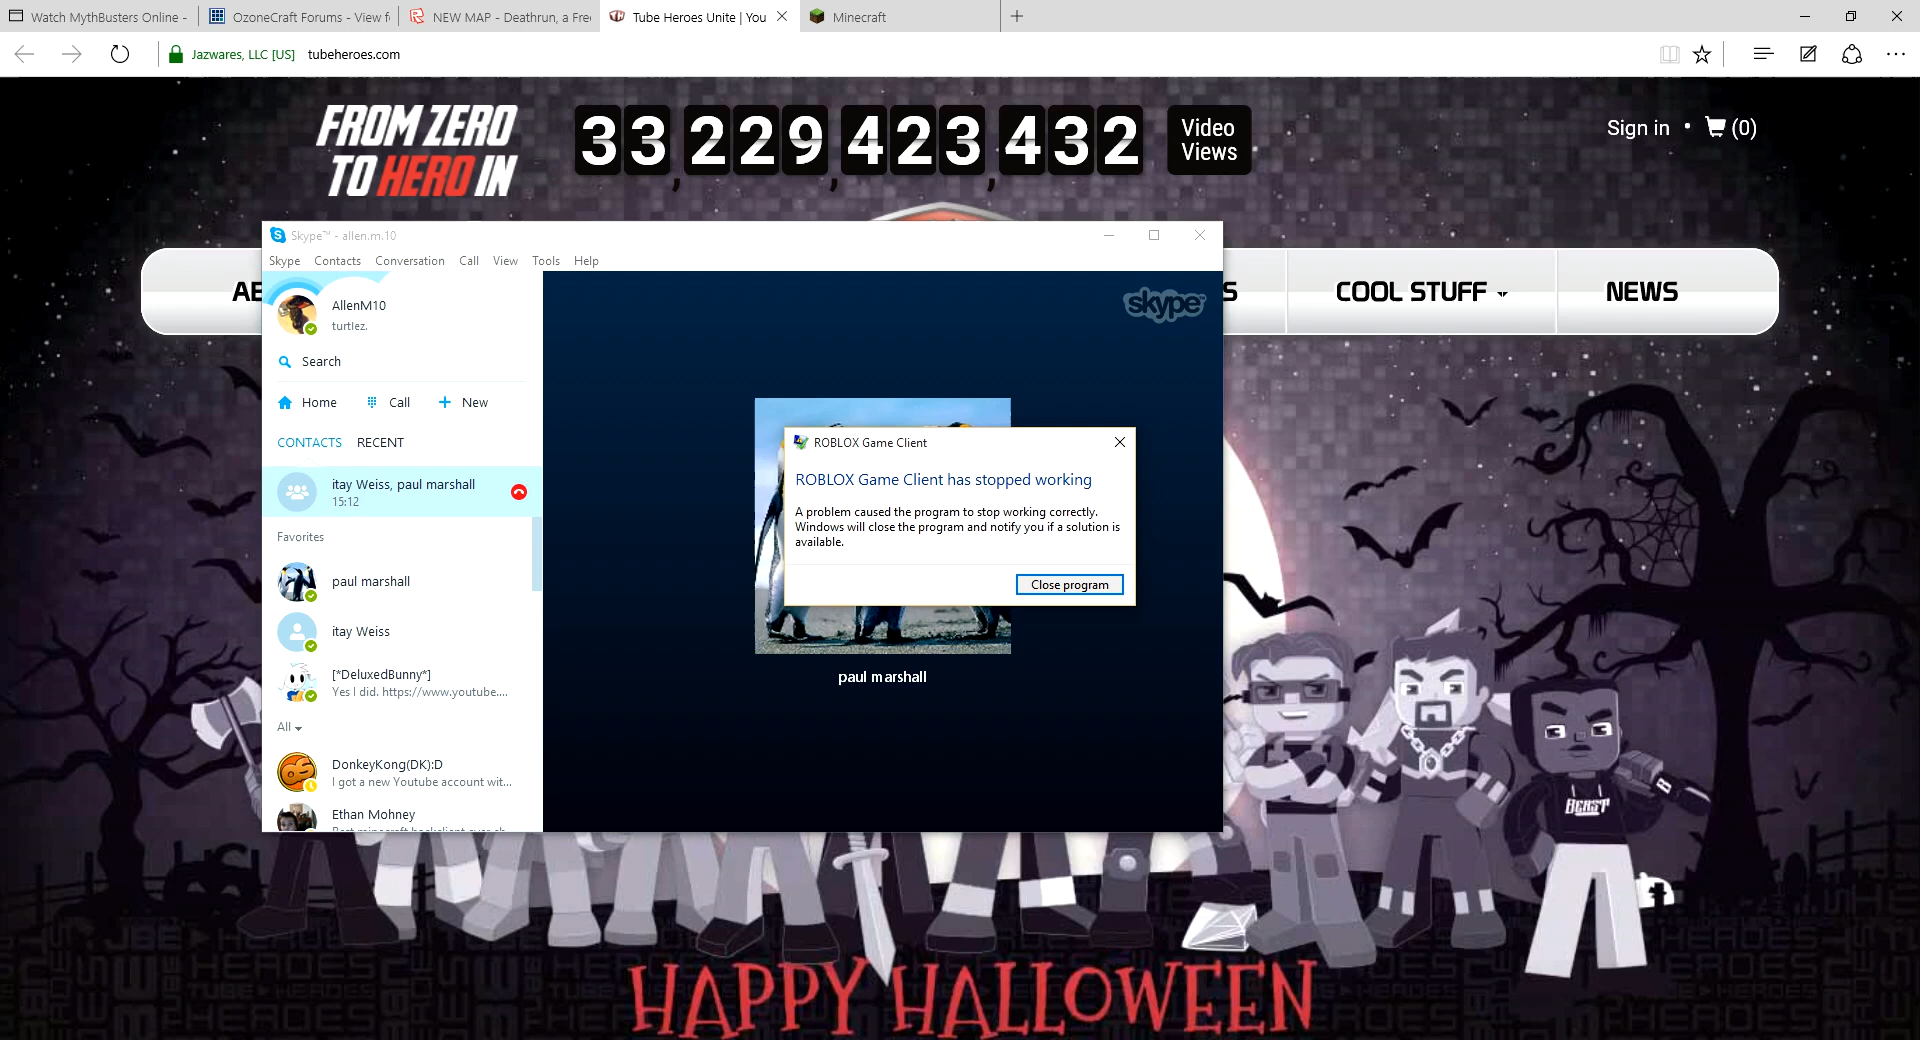 Watch MythBusters Online -
OzoneCraft Forums - View f
NEW MAP - Deathrun, a Free
Tube Heroes Unite | You
Minecraft
Jazwares, LLC [US]
tubeheroes.com
FROM ZERO
TO HERO IN
33,229,423,432
Video
Views
Sign in • (0)
COOL STUFF
NEWS
Skype™ - allen.m.10
Skype Contacts Conversation Call View Tools Help
AllenM10
turtlez.
Search
Home
Call
New
CONTACTS RECENT
itay Weiss, paul marshall
15:12
Favorites
paul marshall
itay Weiss
[*DeluxedBunny*]
Yes I did. https://www.youtube....
All
DonkeyKong(DK):D
I got a new Youtube account wit...
Ethan Mohney
skype
ROBLOX Game Client
ROBLOX Game Client has stopped working
A problem caused the program to stop working correctly.
Windows will close the program and notify you if a solution is
available.
Close program
paul marshall
BEAST
HAPPY HALLOWEEN